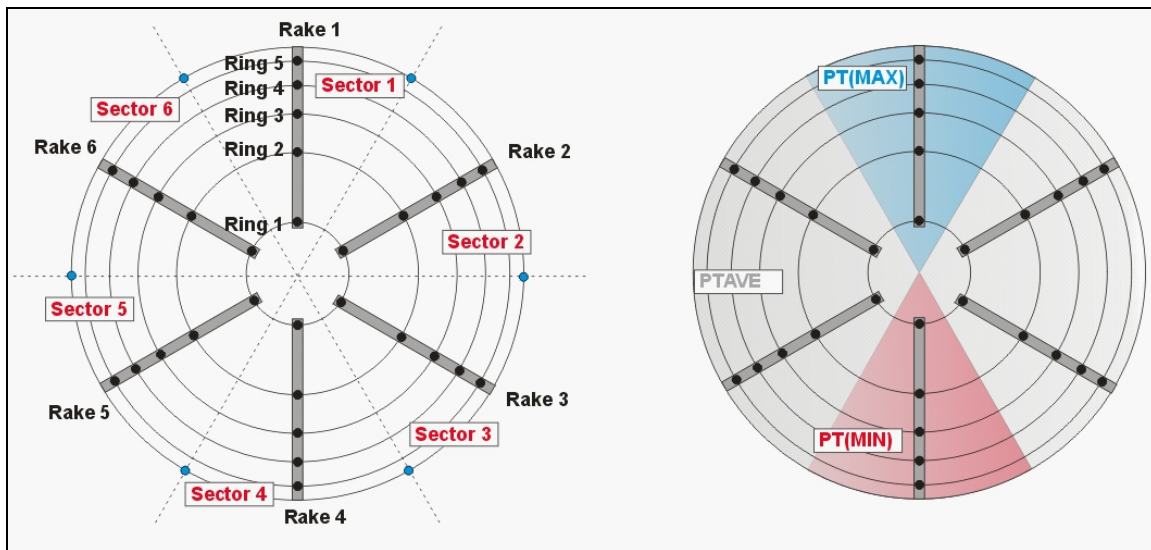 Rake 1
Ring 5
Sector 1
Ring 4
Sector 6
Ring 3
Rake 6
Ring 2
Rake 2
Ring 1
Sector 2
Sector 5
Rake 5
Rake 3
Sector 3
Sector 4
Rake 4
PT(MAX)
PTAVE
PT(MIN)